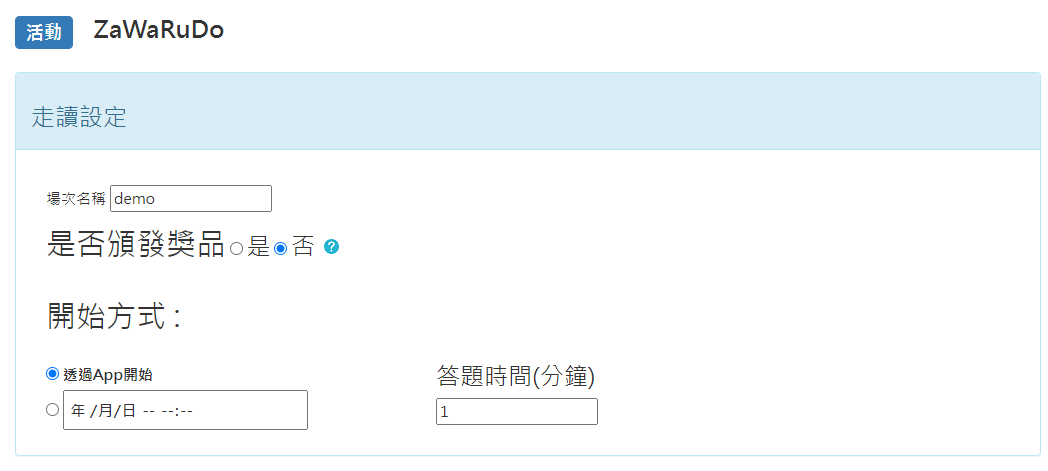 活動 ZaWaRuDo
走讀設定
場次名稱 demo
是否頒發獎品 是 否 ?
開始方式 :
透過App開始
年 /月/日 -- --:--
答題時間(分鐘)
1